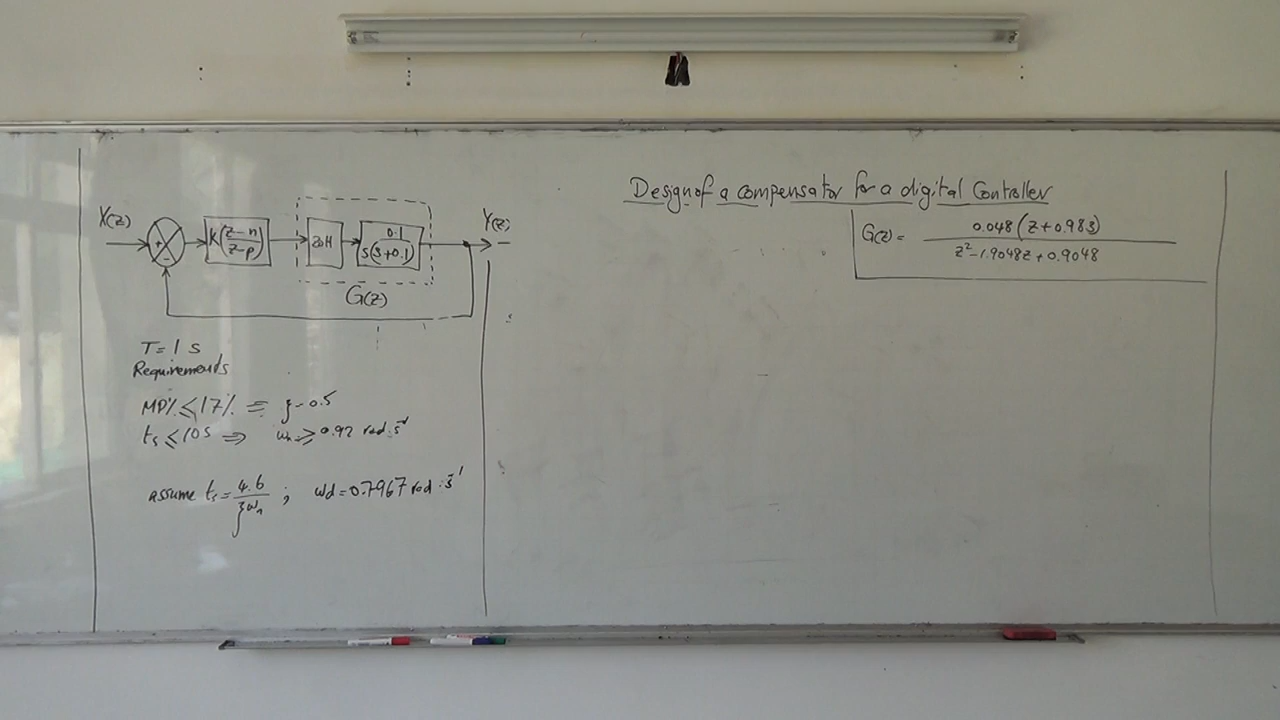 Design of a compensator for a digital Controller
X(z)
+
-
K(z-n/z-p)
ZOH
0.1/s(s+0.1)
Y(z)
G(z)
G(z) = 0.048(z+0.983)/z²-1.9048z+0.9048
T = 1 s
Requirements
MP% ≤ 17% = ξ-0.5
ts ≤ 10s ⇒ ωn ≥ 0.92 rad.s⁻¹
assume ts = 4.6/ξωn ; ωd = 0.7967 rad.s⁻¹